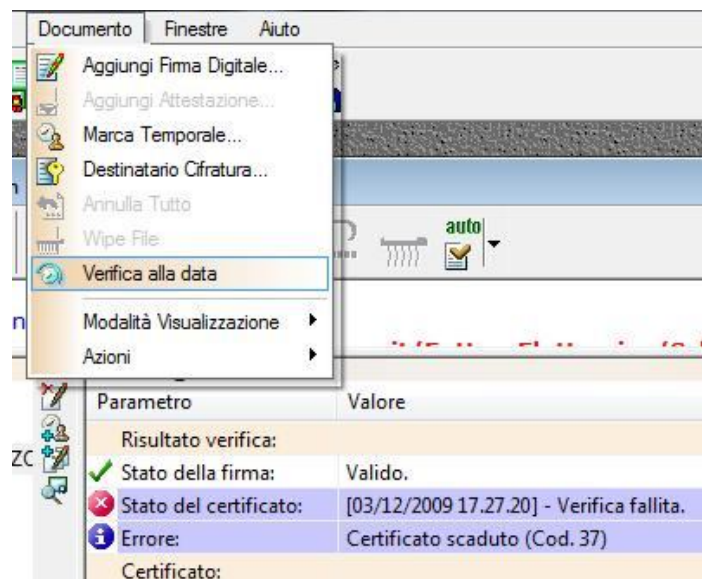 Documento Finestre Aiuto
Aggiungi Firma Digitale...
Aggiungi Attestazione...
Marca Temporale...
Destinatario Cifratura...
Annulla Tutto
Wipe File
auto
Verifica alla data
Modalità Visualizzazione
Azioni
Parametro Valore
Risultato verifica:
Stato della firma: Valido.
Stato del certificato: [03/12/2009 17.27.20] - Verifica fallita.
Errore: Certificato scaduto (Cod. 37)
Certificato: